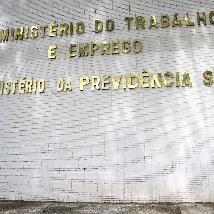 MINISTÉRIO DO TRABALHO
E EMPREGO
ISTÉRIO DA PREVIDÊNCIA S